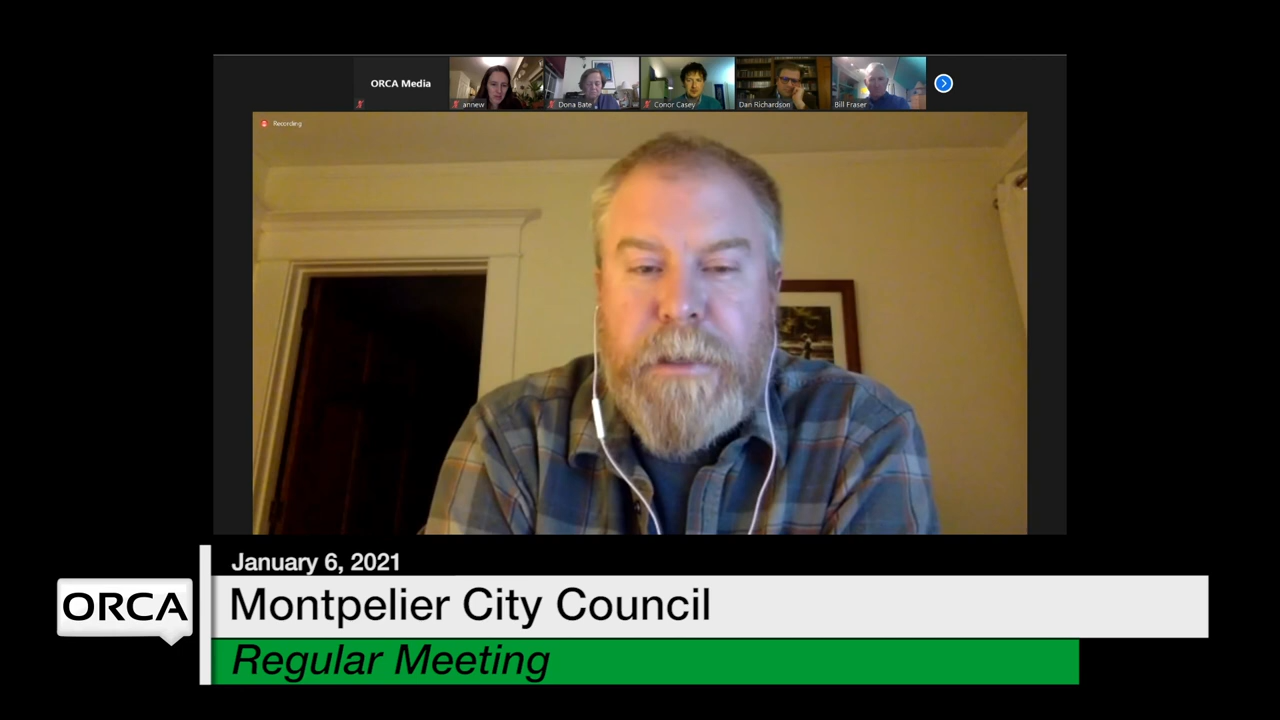 ORCA Media
annew
Dona Bate
Conor Casey
Dan Richardson
Bill Fraser
Recording
January 6, 2021
ORCA
Montpelier City Council
Regular Meeting